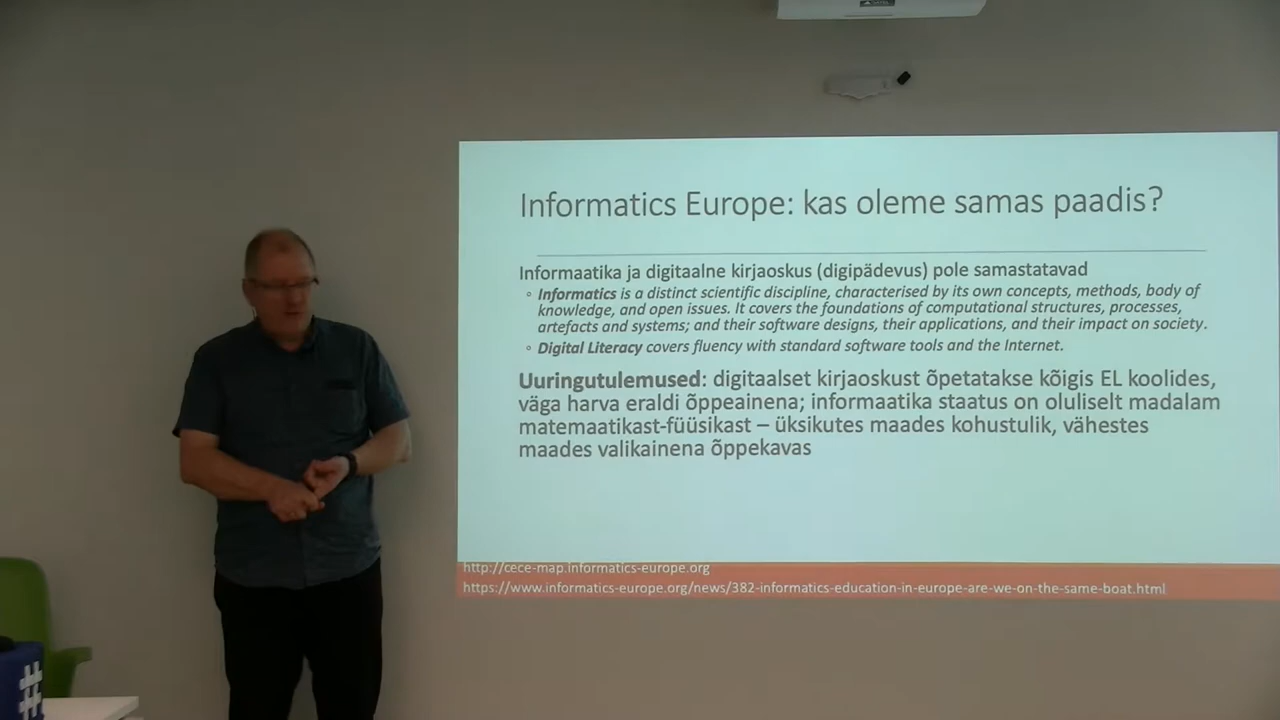 Informatics Europe: kas oleme samas paadis?
Informaatika ja digitaalne kirjaoskus (digipädevus) pole samastatavad
◦ Informatics is a distinct scientific discipline, characterised by its own concepts, methods, body of
knowledge, and open issues. It covers the foundations of computational structures, processes,
artefacts and systems; and their software designs, their applications, and their impact on society.
◦ Digital Literacy covers fluency with standard software tools and the Internet.
Uuringutulemused: digitaalset kirjaoskust õpetatakse kõigis EL koolides,
väga harva eraldi õppeainena; informaatika staatus on oluliselt madalam
matemaatikast-füüsikast – üksikutes maades kohustulik, vähestes
maades valikainena õppekavas
http://cece-map.informatics-europe.org
https://www.informatics-europe.org/news/382-informatics-education-in-europe-are-we-on-the-same-boat.html
#